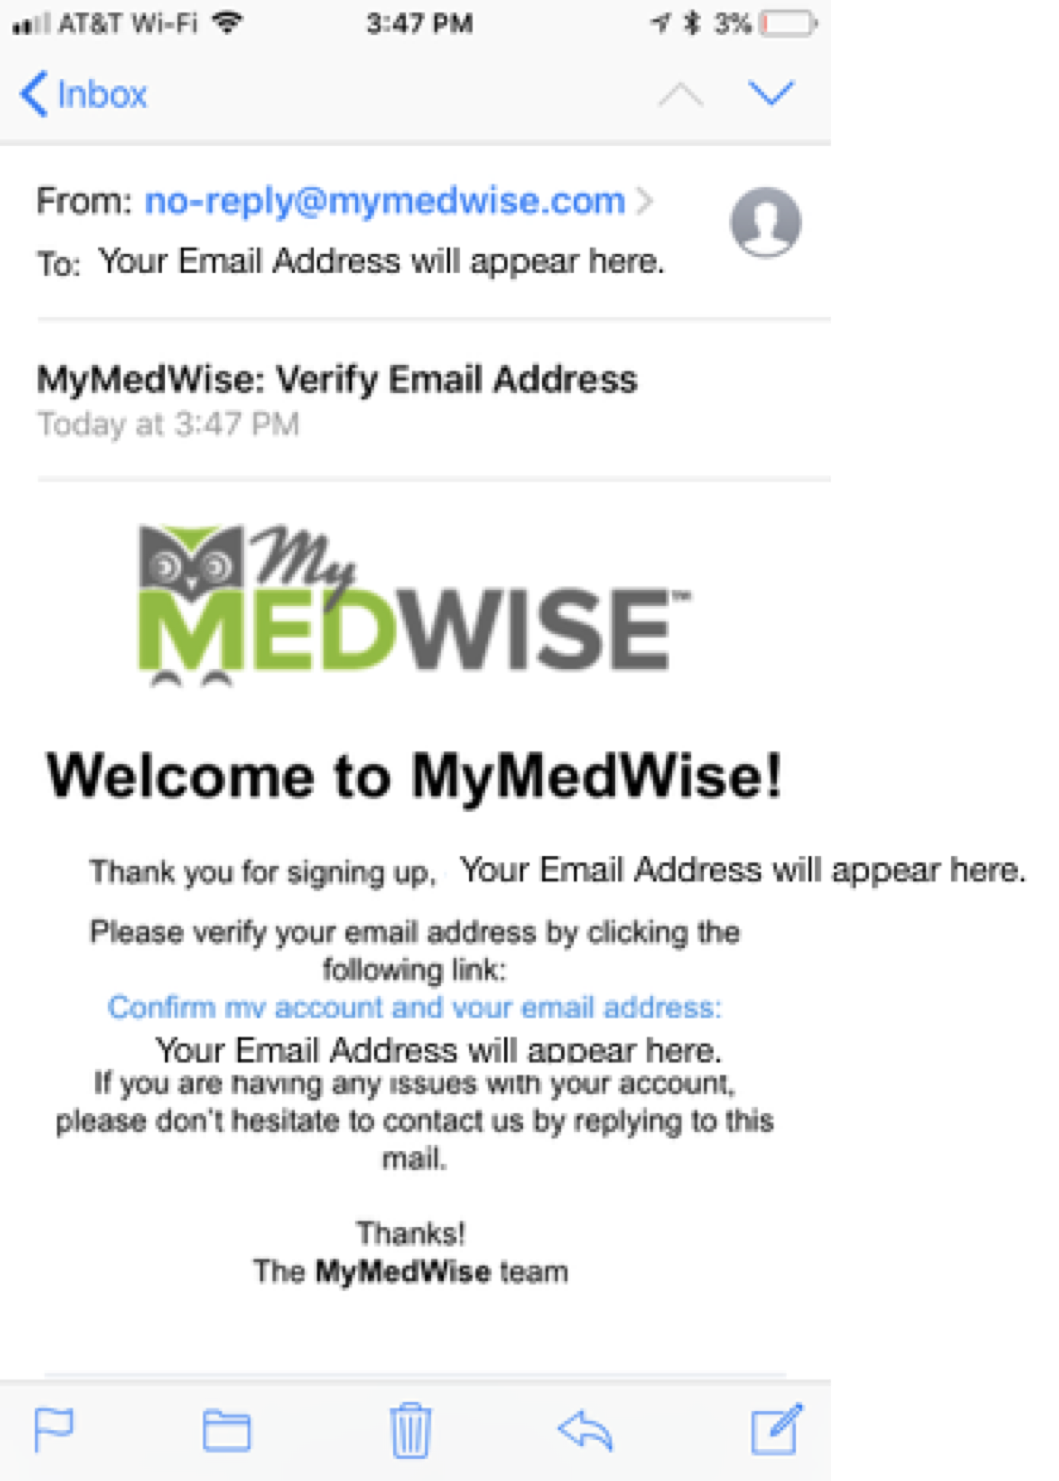 AT&T Wi-Fi 3:47 PM 3%
Inbox
From: no-reply@mymedwise.com
To: Your Email Address will appear here.
MyMedWise: Verify Email Address
Today at 3:47 PM
My
MEDWISE™
Welcome to MyMedWise!
Thank you for signing up, Your Email Address will appear here.
Please verify your email address by clicking the
following link:
Confirm my account and your email address:
Your Email Address will appear here.
If you are having any issues with your account,
please don't hesitate to contact us by replying to this
mail.
Thanks!
The MyMedWise team